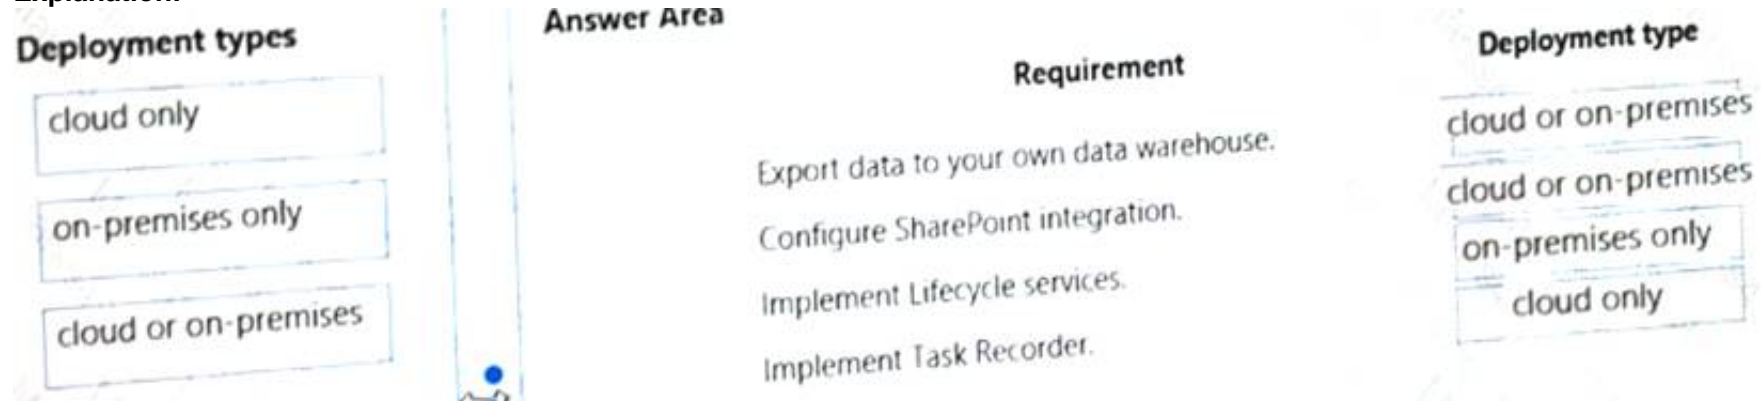 Deployment types
cloud only
on-premises only
cloud or on-premises
Answer Area
Requirement
Export data to your own data warehouse.
Configure SharePoint integration.
Implement Lifecycle services.
Implement Task Recorder.
Deployment type
cloud or on-premises
cloud or on-premises
on-premises only
cloud only